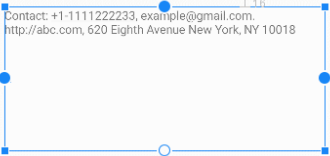 Contact: +1-1111222233, example@gmail.com.
http://abc.com, 620 Eighth Avenue New York, NY 10018